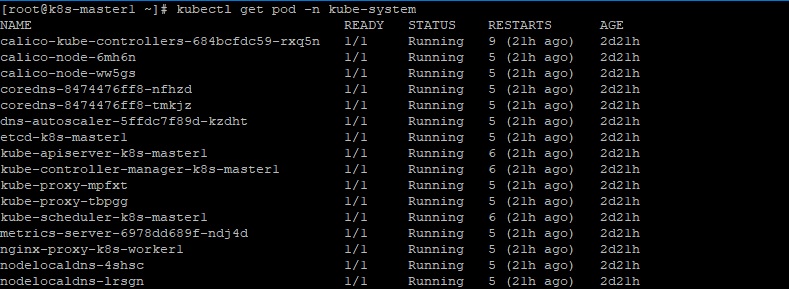 [root@k8s-master1 ~]# kubectl get pod -n kube-system
NAME READY STATUS RESTARTS AGE
calico-kube-controllers-684bcfdc59-rxq5n 1/1 Running 9 (21h ago) 2d21h
calico-node-6mh6n 1/1 Running 5 (21h ago) 2d21h
calico-node-ww5gs 1/1 Running 5 (21h ago) 2d21h
coredns-8474476ff8-nfhzd 1/1 Running 5 (21h ago) 2d21h
coredns-8474476ff8-tmkjz 1/1 Running 5 (21h ago) 2d21h
dns-autoscaler-5ffdc7f89d-kzdht 1/1 Running 5 (21h ago) 2d21h
etcd-k8s-master1 1/1 Running 5 (21h ago) 2d21h
kube-apiserver-k8s-master1 1/1 Running 6 (21h ago) 2d21h
kube-controller-manager-k8s-master1 1/1 Running 6 (21h ago) 2d21h
kube-proxy-mpfxt 1/1 Running 5 (21h ago) 2d21h
kube-proxy-tbpgg 1/1 Running 5 (21h ago) 2d21h
kube-scheduler-k8s-master1 1/1 Running 6 (21h ago) 2d21h
metrics-server-6978dd689f-ndj4d 1/1 Running 5 (21h ago) 2d21h
nginx-proxy-k8s-worker1 1/1 Running 5 (21h ago) 2d21h
nodelocaldns-4shsc 1/1 Running 5 (21h ago) 2d21h
nodelocaldns-lrsgn 1/1 Running 5 (21h ago) 2d21h